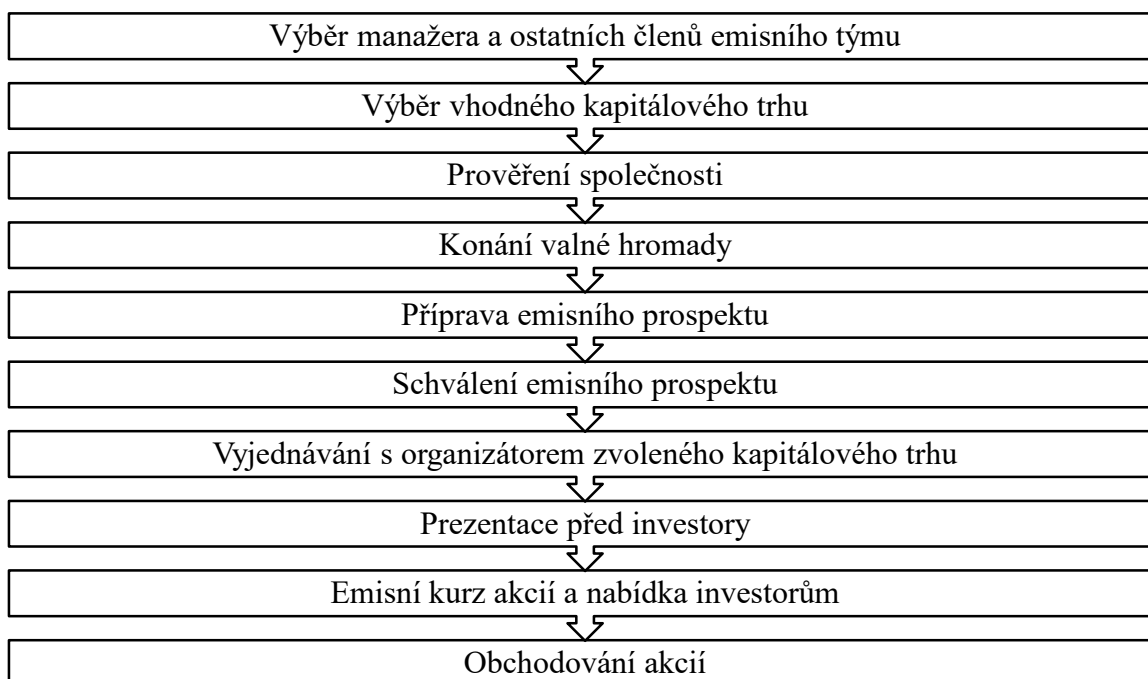 Výběr manažera a ostatních členů emisního týmu
Výběr vhodného kapitálového trhu
Prověření společnosti
Konání valné hromady
Příprava emisního prospektu
Schválení emisního prospektu
Vyjednávání s organizátorem zvoleného kapitálového trhu
Prezentace před investory
Emisní kurz akcií a nabídka investorům
Obchodování akcií